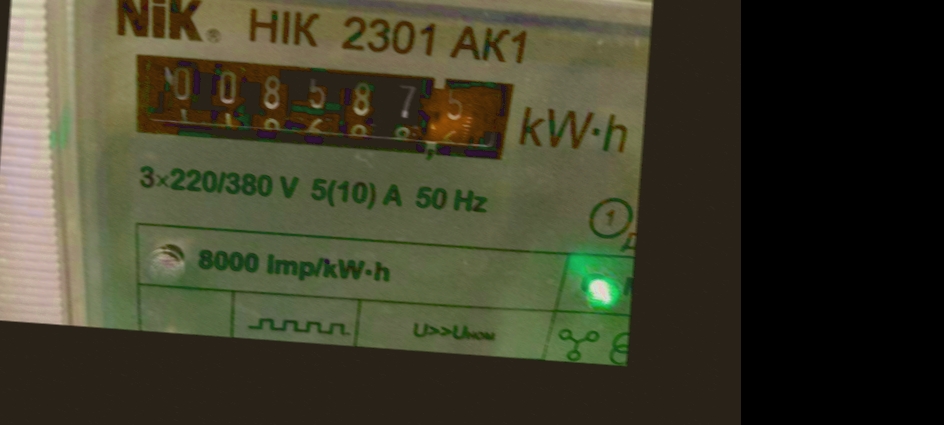 NiK® НІК 2301 АК1
0 0 8 5 8 7 , 5 kW·h
3×220/380 V 5(10) A 50 Hz
1
8000 Imp/kW·h
U>>Uном